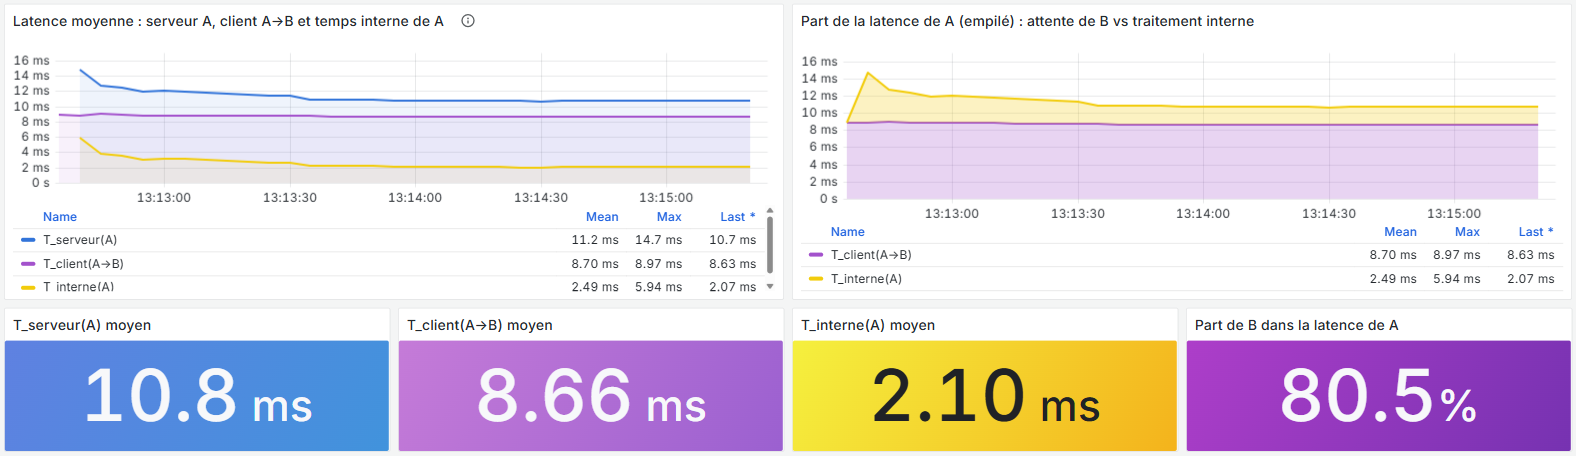 Latence moyenne : serveur A, client A→B et temps interne de A
16 ms
14 ms
12 ms
10 ms
8 ms
6 ms
4 ms
2 ms
0 s
13:13:00 13:13:30 13:14:00 13:14:30 13:15:00
Name Mean Max Last *
T_serveur(A) 11.2 ms 14.7 ms 10.7 ms
T_client(A→B) 8.70 ms 8.97 ms 8.63 ms
T_interne(A) 2.49 ms 5.94 ms 2.07 ms
Part de la latence de A (empilé) : attente de B vs traitement interne
16 ms
14 ms
12 ms
10 ms
8 ms
6 ms
4 ms
2 ms
0 s
13:13:00 13:13:30 13:14:00 13:14:30 13:15:00
Name Mean Max Last *
T_client(A→B) 8.70 ms 8.97 ms 8.63 ms
T_interne(A) 2.49 ms 5.94 ms 2.07 ms
T_serveur(A) moyen
10.8 ms
T_client(A→B) moyen
8.66 ms
T_interne(A) moyen
2.10 ms
Part de B dans la latence de A
80.5%